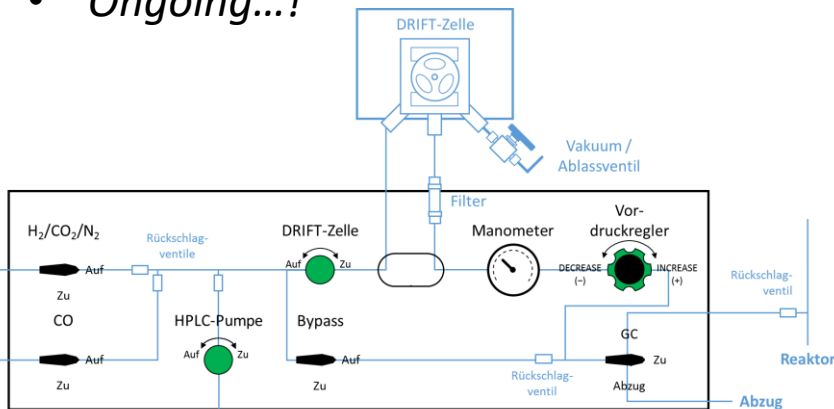 • Ongoing...!
DRIFT-Zelle
Vakuum /
Ablassventil
Filter
H₂/CO₂/N₂
Rückschlag-
ventile
DRIFT-Zelle
Manometer
Vor-
druckregler
Auf
Auf
Zu
DECREASE
(−)
INCREASE
(+)
Zu
Rückschlag-
ventil
CO
HPLC-Pumpe
Bypass
GC
Auf
Auf
Zu
Auf
Zu
Reaktor
Zu
Zu
Rückschlag-
ventil
Abzug
Abzug